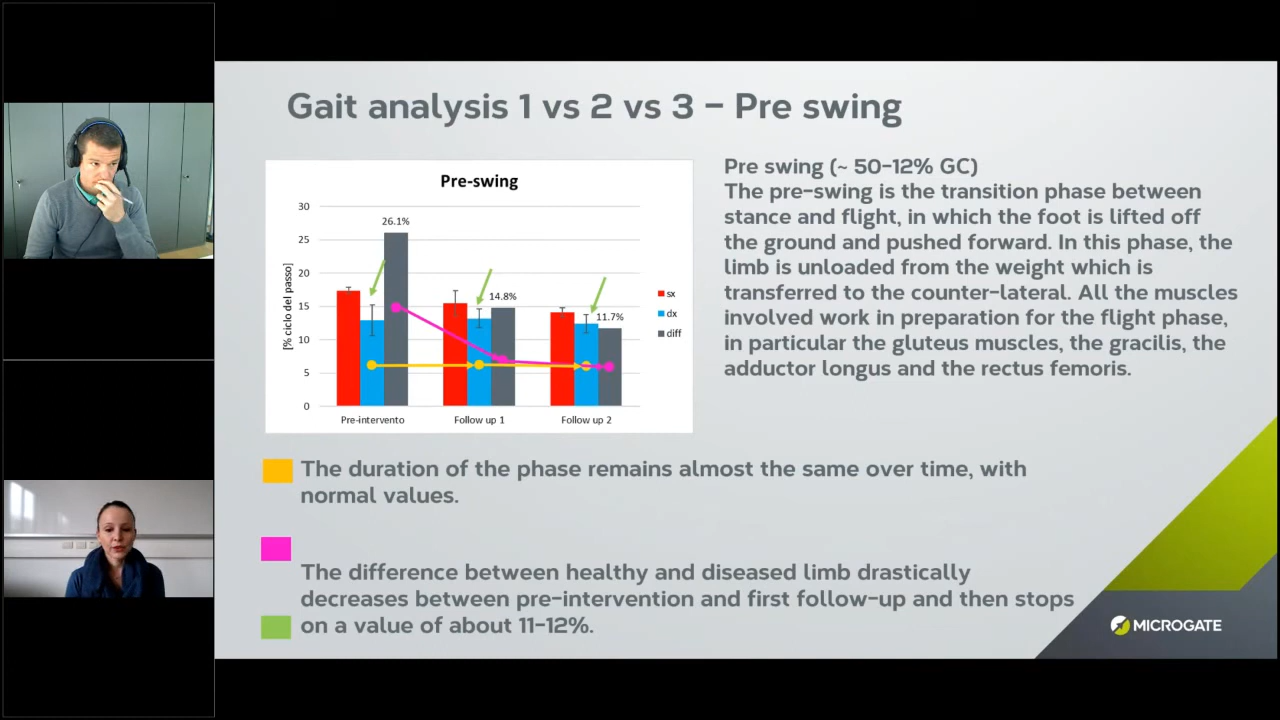 Gait analysis 1 vs 2 vs 3 – Pre swing
Pre-swing
30
25
20
15
10
5
0
[% ciclo del passo]
26.1%
14.8%
11.7%
Pre-intervento
Follow up 1
Follow up 2
sx
dx
diff
Pre swing (~ 50-12% GC)
The pre-swing is the transition phase between
stance and flight, in which the foot is lifted off
the ground and pushed forward. In this phase, the
limb is unloaded from the weight which is
transferred to the counter-lateral. All the muscles
involved work in preparation for the flight phase,
in particular the gluteus muscles, the gracilis, the
adductor longus and the rectus femoris.
The duration of the phase remains almost the same over time, with
normal values.
The difference between healthy and diseased limb drastically
decreases between pre-intervention and first follow-up and then stops
on a value of about 11-12%.
MICROGATE